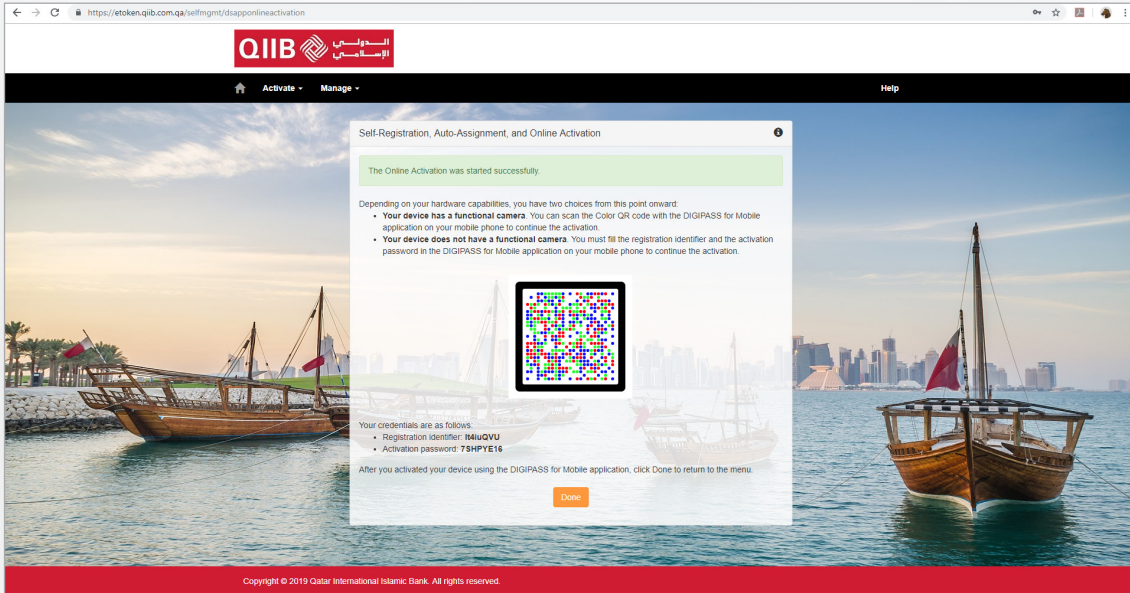 https://etoken.qiib.com.qa/selfmgmt/dsapponlineactivation
QIIB الدولي
الإسلامي
Activate Manage Help
Self-Registration, Auto-Assignment, and Online Activation
The Online Activation was started successfully.
Depending on your hardware capabilities, you have two choices from this point onward:
• Your device has a functional camera. You can scan the Color QR code with the DIGIPASS for Mobile
application on your mobile phone to continue the activation.
• Your device does not have a functional camera. You must fill the registration identifier and the activation
password in the DIGIPASS for Mobile application on your mobile phone to continue the activation.
Your credentials are as follows:
• Registration identifier: It4iuQVU
• Activation password: 7SHPYE16
After you activated your device using the DIGIPASS for Mobile application, click Done to return to the menu.
Done
Copyright © 2019 Qatar International Islamic Bank. All rights reserved.